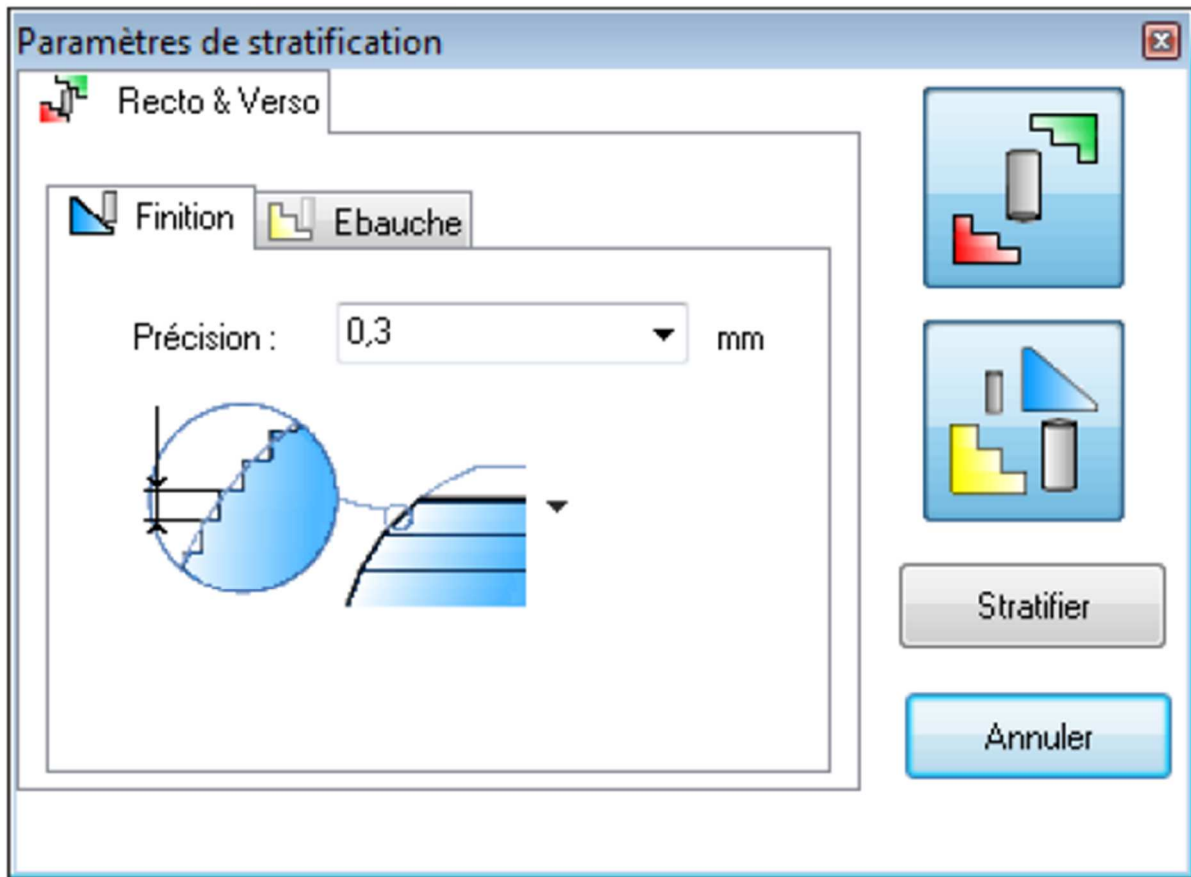 Paramètres de stratification
Recto & Verso
Finition
Ebauche
Précision :
0,3
mm
Stratifier
Annuler